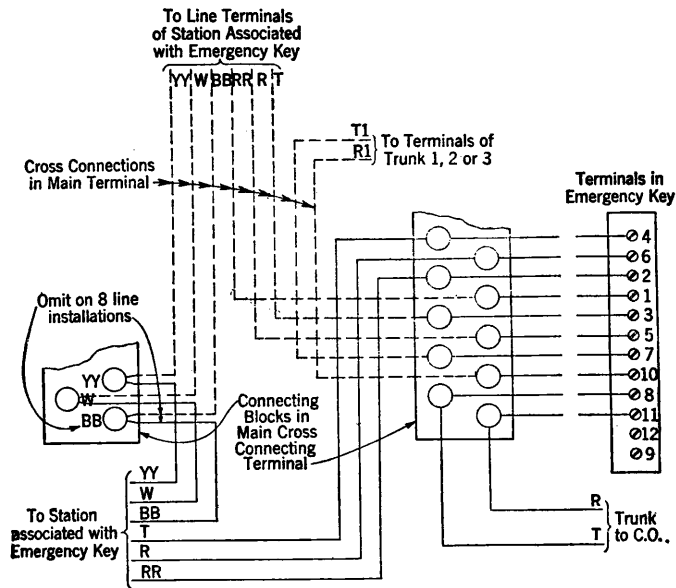 To Line Terminals
of Station Associated
with Emergency Key
YY W BB RR R T
T1
R1
To Terminals of
Trunk 1, 2 or 3
Cross Connections
in Main Terminal
Terminals in
Emergency Key
4
6
2
1
3
5
7
10
8
11
12
9
Omit on 8 line
installations
YY
W
BB
Connecting
Blocks in
Main Cross
Connecting
Terminal
YY
W
BB
T
R
RR
To Station
associated with
Emergency Key
R
T
Trunk
to C.O.